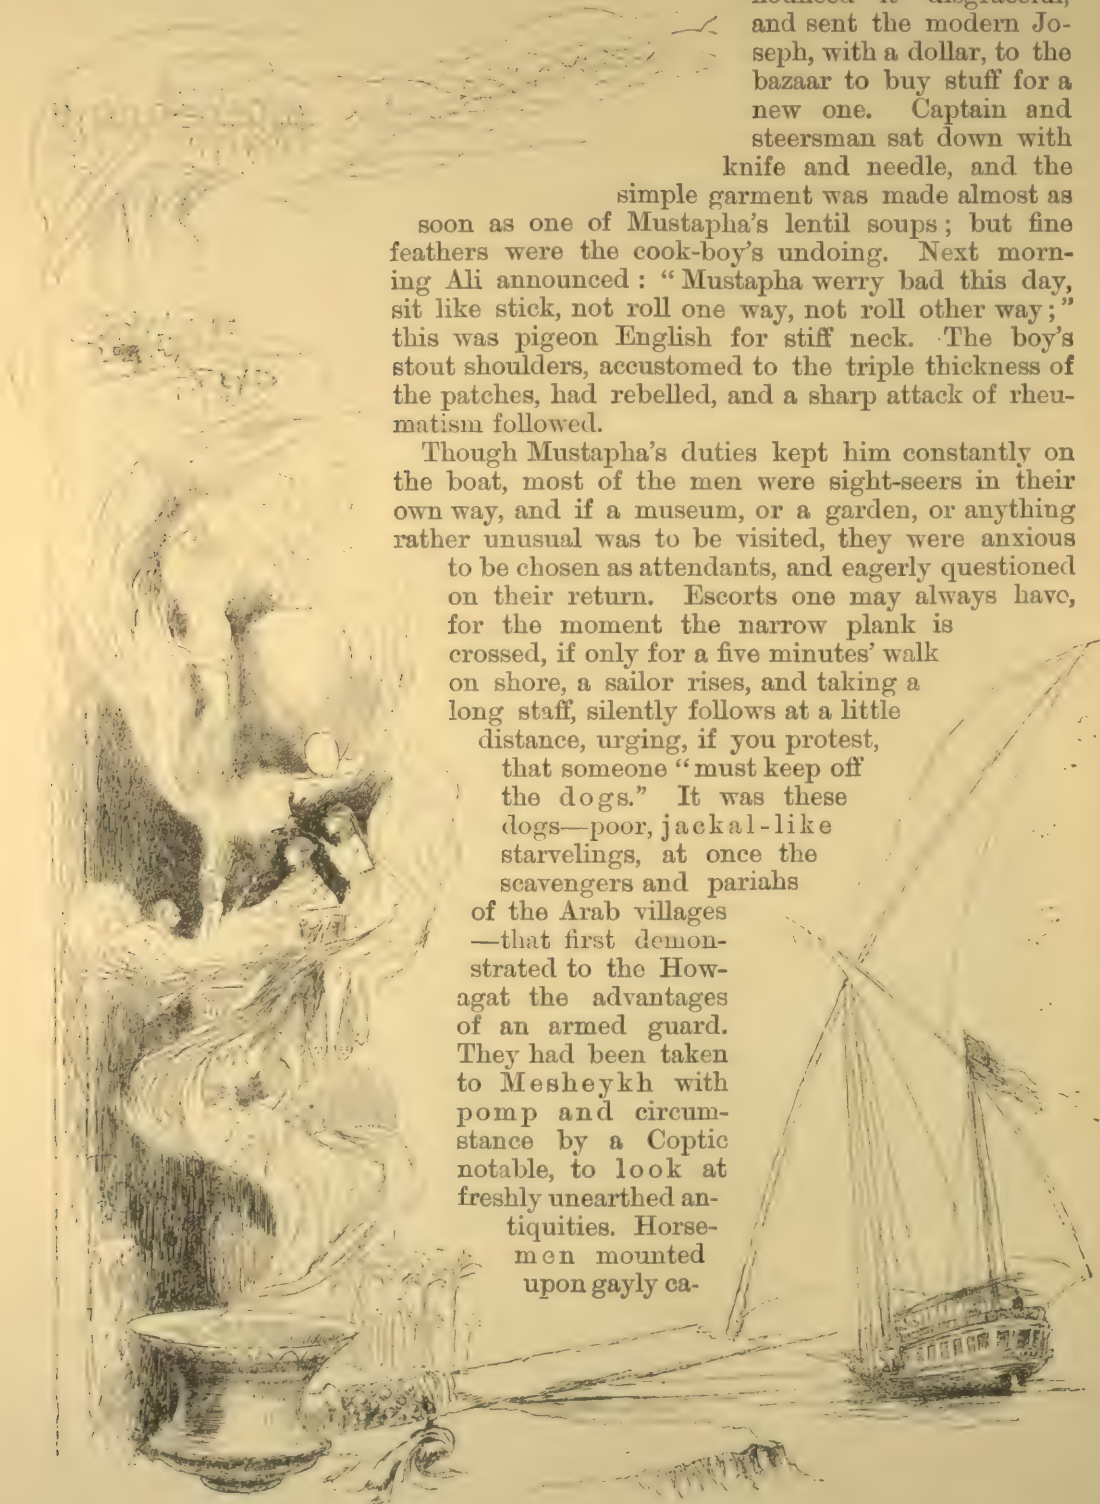 and sent the modern Jo-
seph, with a dollar, to the
bazaar to buy stuff for a
new one. Captain and
steersman sat down with
knife and needle, and the
simple garment was made almost as
soon as one of Mustapha's lentil soups; but fine
feathers were the cook-boy's undoing. Next morn-
ing Ali announced: “Mustapha werry bad this day,
sit like stick, not roll one way, not roll other way;”
this was pigeon English for stiff neck. The boy's
stout shoulders, accustomed to the triple thickness of
the patches, had rebelled, and a sharp attack of rheu-
matism followed.
Though Mustapha's duties kept him constantly on
the boat, most of the men were sight-seers in their
own way, and if a museum, or a garden, or anything
rather unusual was to be visited, they were anxious
to be chosen as attendants, and eagerly questioned
on their return. Escorts one may always have,
for the moment the narrow plank is
crossed, if only for a five minutes' walk
on shore, a sailor rises, and taking a
long staff, silently follows at a little
distance, urging, if you protest,
that someone “must keep off
the dogs.” It was these
dogs—poor, jackal-like
starvelings, at once the
scavengers and pariahs
of the Arab villages
—that first demon-
strated to the How-
agat the advantages
of an armed guard.
They had been taken
to Mesheykh with
pomp and circum-
stance by a Coptic
notable, to look at
freshly unearthed an-
tiquities. Horse-
men mounted
upon gayly ca-